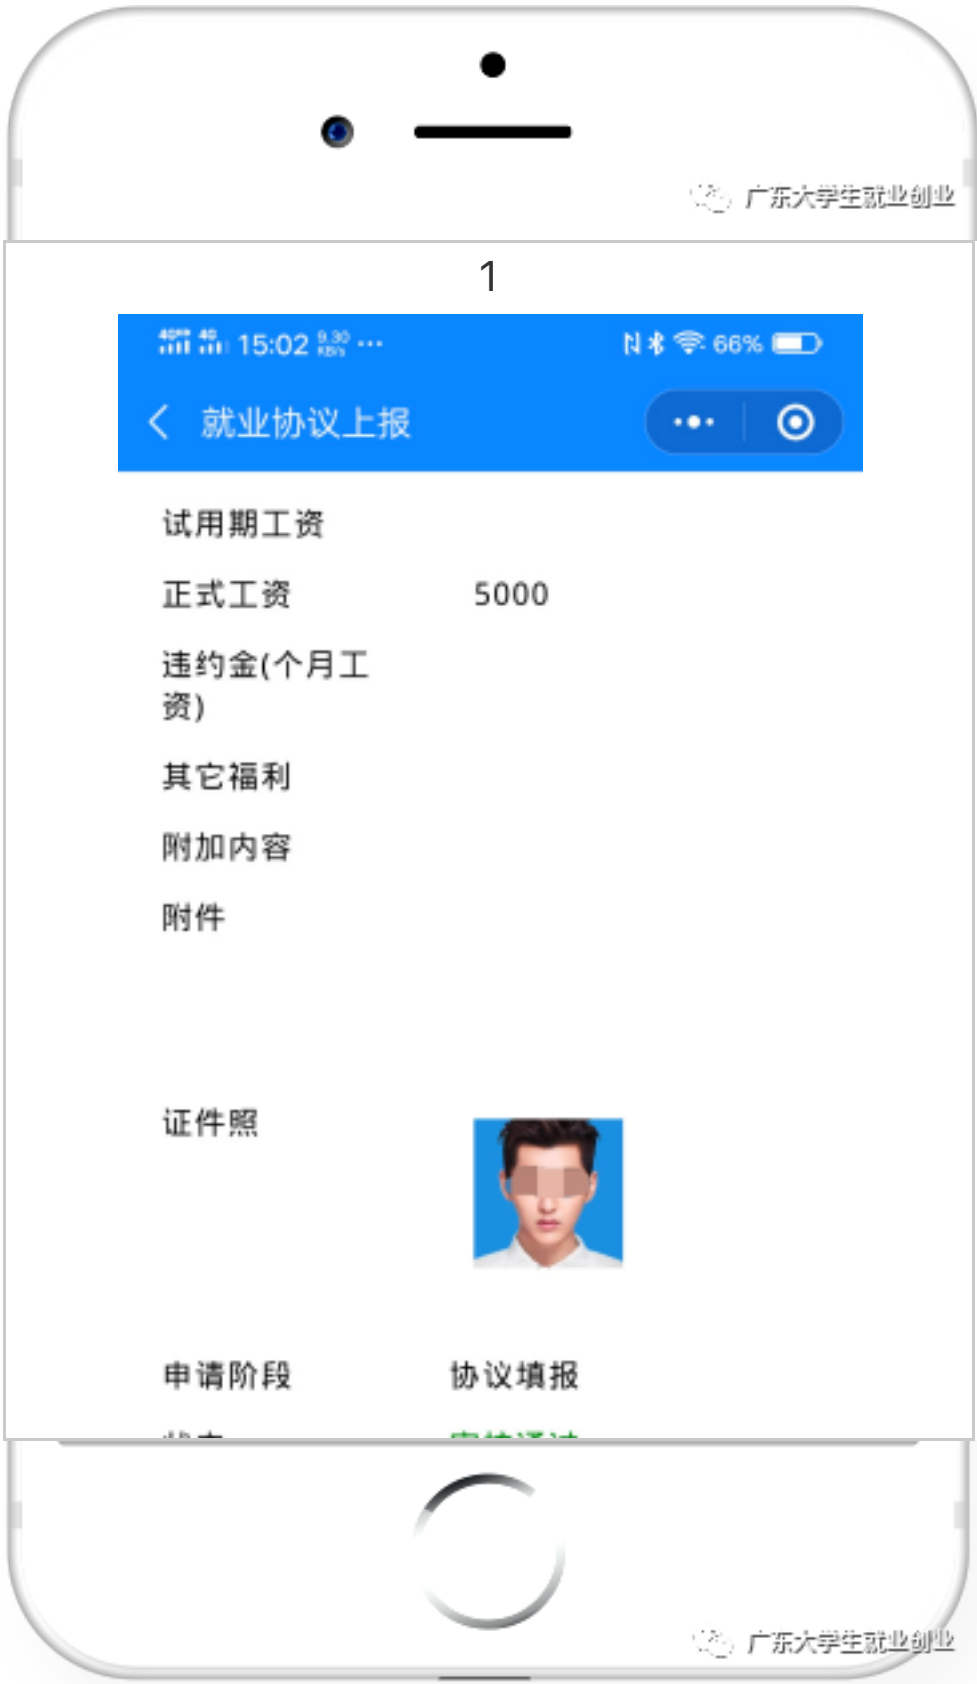 广东大学生就业创业
1
15:02 9.30 KB/s ··· 66%
就业协议上报
试用期工资
正式工资 5000
违约金(个月工
资)
其它福利
附加内容
附件
证件照
申请阶段 协议填报
广东大学生就业创业